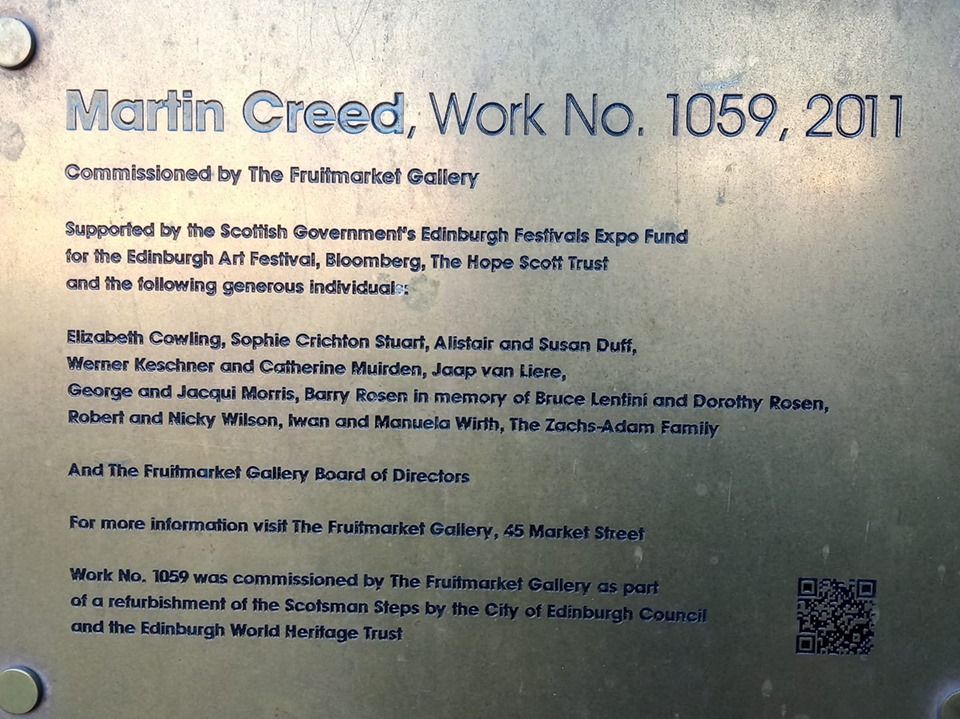 Martin Creed, Work No. 1059, 2011
Commissioned by The Fruitmarket Gallery
Supported by the Scottish Government's Edinburgh Festivals Expo Fund
for the Edinburgh Art Festival, Bloomberg, The Hope Scott Trust
and the following generous individuals:
Elizabeth Cowling, Sophie Crichton Stuart, Alistair and Susan Duff,
Werner Keschner and Catherine Muirden, Jaap van Liere,
George and Jacqui Morris, Barry Rosen in memory of Bruce Lentini and Dorothy Rosen,
Robert and Nicky Wilson, Iwan and Manuela Wirth, The Zachs-Adam Family
And The Fruitmarket Gallery Board of Directors
For more information visit The Fruitmarket Gallery, 45 Market Street
Work No. 1059 was commissioned by The Fruitmarket Gallery as part
of a refurbishment of the Scotsman Steps by the City of Edinburgh Council
and the Edinburgh World Heritage Trust